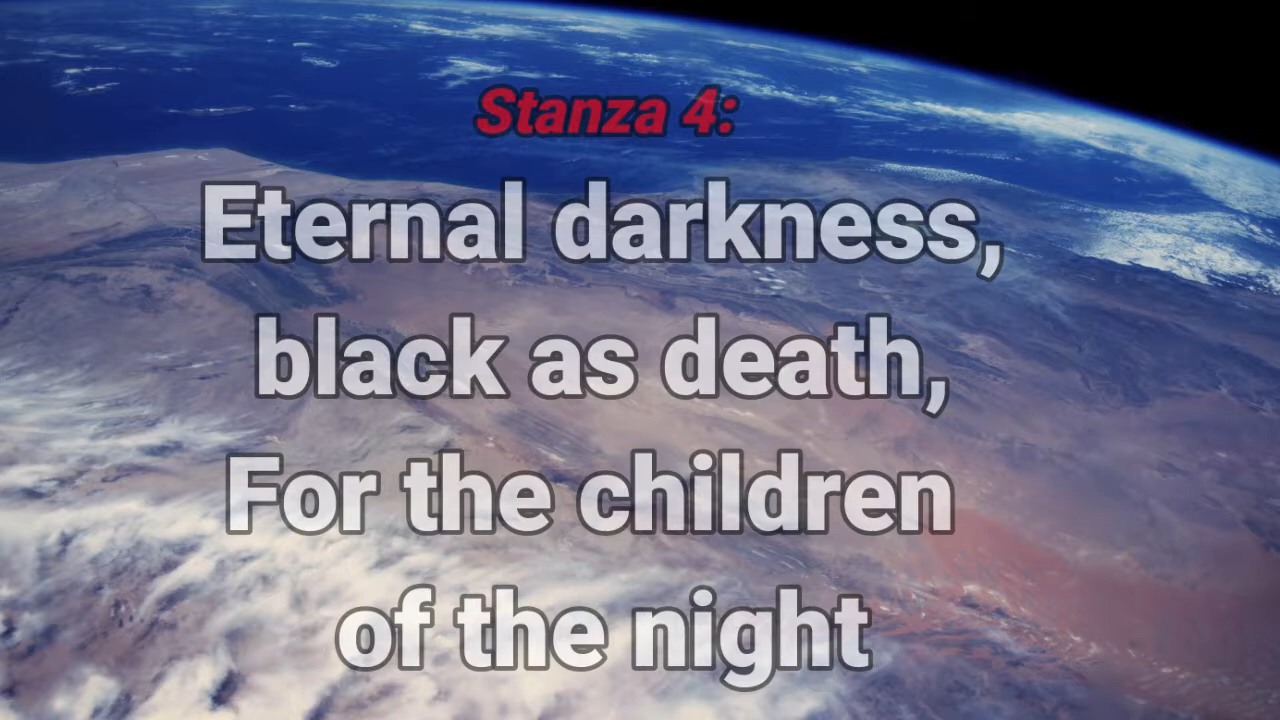 Stanza 4:
Eternal darkness,
black as death,
For the children
of the night